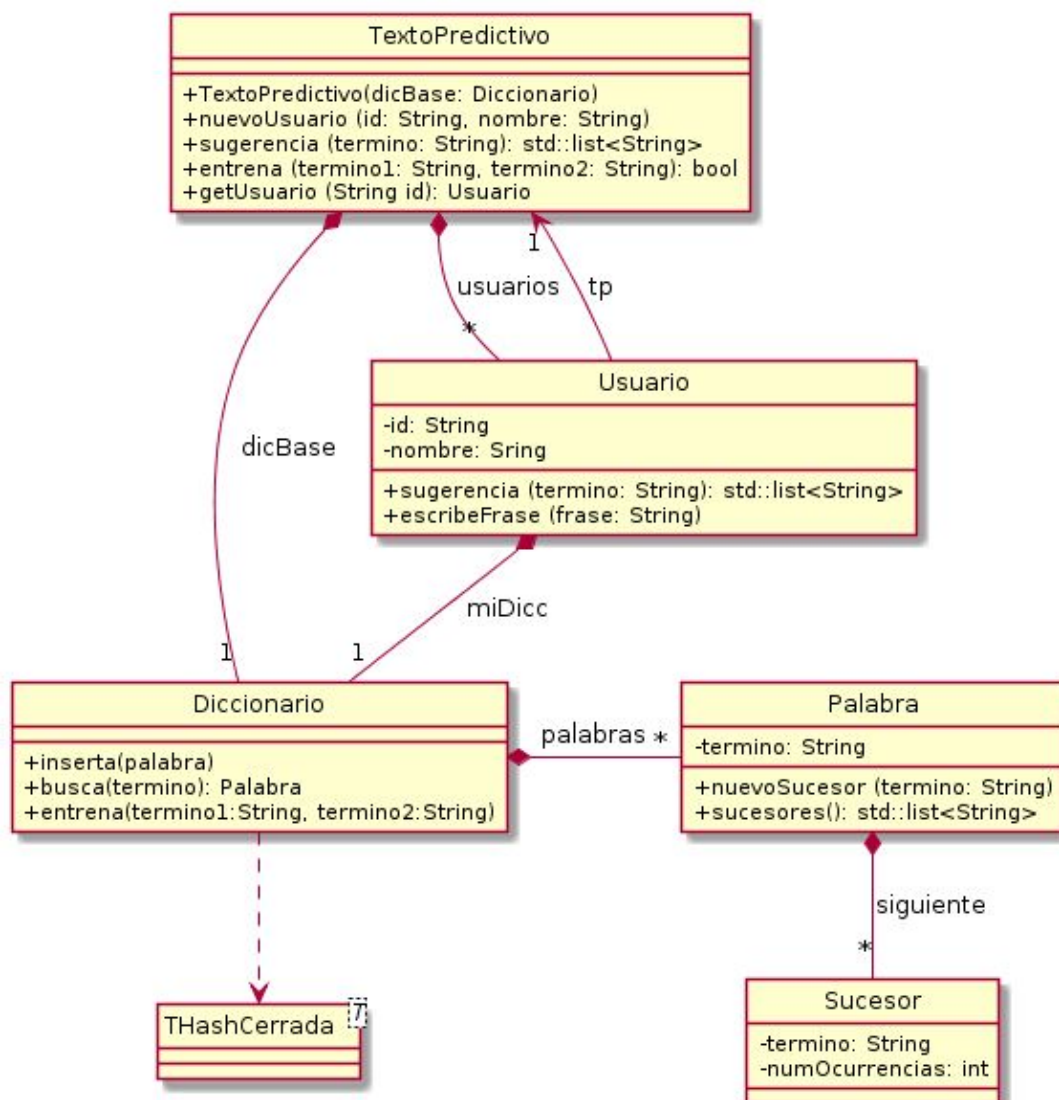 TextoPredictivo
+TextoPredictivo(dicBase: Diccionario)
+nuevoUsuario (id: String, nombre: String)
+sugerencia (termino: String): std::list<String>
+entrena (termino1: String, termino2: String): bool
+getUsuario (String id): Usuario
1
usuarios
tp
*
Usuario
-id: String
-nombre: Sring
+sugerencia (termino: String): std::list<String>
+escribeFrase (frase: String)
dicBase
miDicc
1
1
Diccionario
+inserta(palabra)
+busca(termino): Palabra
+entrena(termino1:String, termino2:String)
palabras *
Palabra
-termino: String
+nuevoSucesor (termino: String)
+sucesores(): std::list<String>
siguiente
*
THashCerrada
T
Sucesor
-termino: String
-numOcurrencias: int